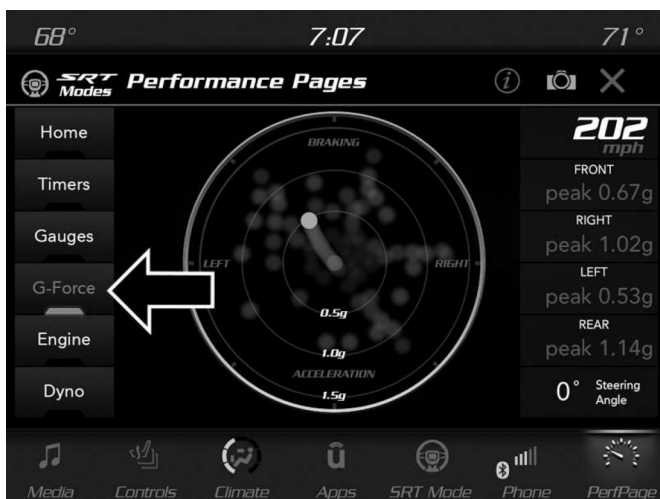 68°
7:07
71°
SRT Modes Performance Pages
i
Home
Timers
Gauges
G-Force
Engine
Dyno
BRAKING
LEFT
RIGHT
0.5g
1.0g
ACCELERATION
1.5g
202
mph
FRONT
peak 0.67g
RIGHT
peak 1.02g
LEFT
peak 0.53g
REAR
peak 1.14g
0° Steering
Angle
Media
Controls
Climate
Apps
SRT Mode
Phone
PerfPage